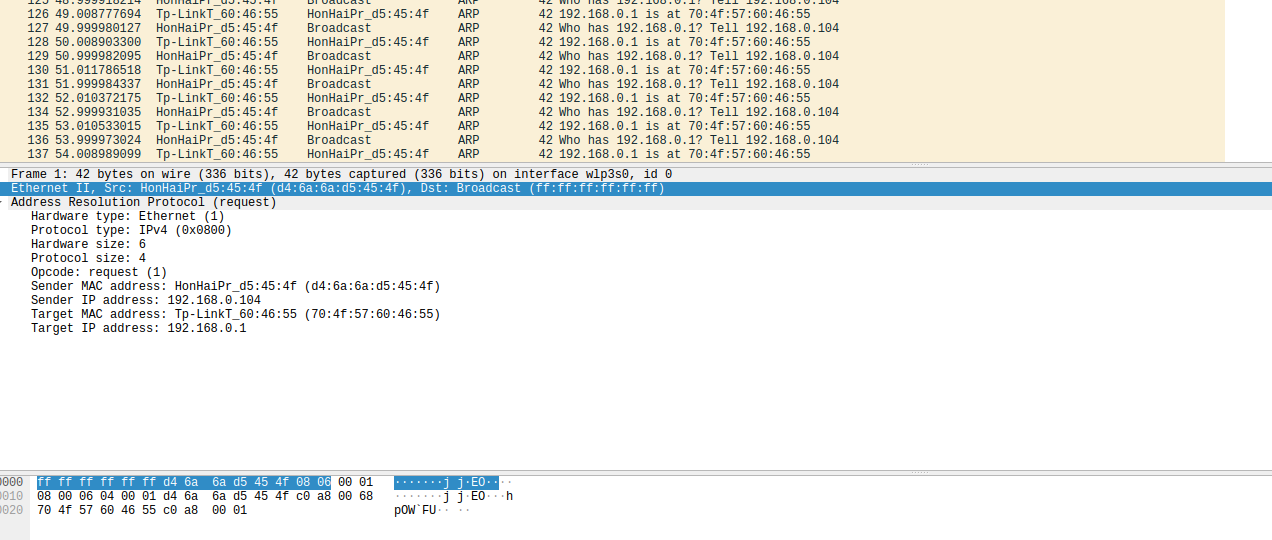 125 48.999918214 HonHaiPr_d5:45:4f Broadcast ARP 42 Who has 192.168.0.1? Tell 192.168.0.104
126 49.008777694 Tp-LinkT_60:46:55 HonHaiPr_d5:45:4f ARP 42 192.168.0.1 is at 70:4f:57:60:46:55
127 49.999980127 HonHaiPr_d5:45:4f Broadcast ARP 42 Who has 192.168.0.1? Tell 192.168.0.104
128 50.008903300 Tp-LinkT_60:46:55 HonHaiPr_d5:45:4f ARP 42 192.168.0.1 is at 70:4f:57:60:46:55
129 50.999982095 HonHaiPr_d5:45:4f Broadcast ARP 42 Who has 192.168.0.1? Tell 192.168.0.104
130 51.011786518 Tp-LinkT_60:46:55 HonHaiPr_d5:45:4f ARP 42 192.168.0.1 is at 70:4f:57:60:46:55
131 51.999984337 HonHaiPr_d5:45:4f Broadcast ARP 42 Who has 192.168.0.1? Tell 192.168.0.104
132 52.010372175 Tp-LinkT_60:46:55 HonHaiPr_d5:45:4f ARP 42 192.168.0.1 is at 70:4f:57:60:46:55
134 52.999931035 HonHaiPr_d5:45:4f Broadcast ARP 42 Who has 192.168.0.1? Tell 192.168.0.104
135 53.010533015 Tp-LinkT_60:46:55 HonHaiPr_d5:45:4f ARP 42 192.168.0.1 is at 70:4f:57:60:46:55
136 53.999973024 HonHaiPr_d5:45:4f Broadcast ARP 42 Who has 192.168.0.1? Tell 192.168.0.104
137 54.008989099 Tp-LinkT_60:46:55 HonHaiPr_d5:45:4f ARP 42 192.168.0.1 is at 70:4f:57:60:46:55
Frame 1: 42 bytes on wire (336 bits), 42 bytes captured (336 bits) on interface wlp3s0, id 0
Ethernet II, Src: HonHaiPr_d5:45:4f (d4:6a:6a:d5:45:4f), Dst: Broadcast (ff:ff:ff:ff:ff:ff)
Address Resolution Protocol (request)
Hardware type: Ethernet (1)
Protocol type: IPv4 (0x0800)
Hardware size: 6
Protocol size: 4
Opcode: request (1)
Sender MAC address: HonHaiPr_d5:45:4f (d4:6a:6a:d5:45:4f)
Sender IP address: 192.168.0.104
Target MAC address: Tp-LinkT_60:46:55 (70:4f:57:60:46:55)
Target IP address: 192.168.0.1
0000 ff ff ff ff ff ff d4 6a 6a d5 45 4f 08 06 00 01 ·······j j·EO····
0010 08 00 06 04 00 01 d4 6a 6a d5 45 4f c0 a8 00 68 ·······j j·EO···h
0020 70 4f 57 60 46 55 c0 a8 00 01 pOW`FU·· ··